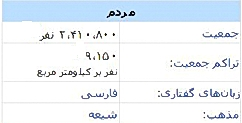 مردم
جمعیت ۲,۴۱۰,۸۰۰ نفر
تراکم جمعیت: ۹,۱۵۰
نفر بر کیلومتر مربع
زبان‌های گفتاری: فارسی
مذهب: شیعه